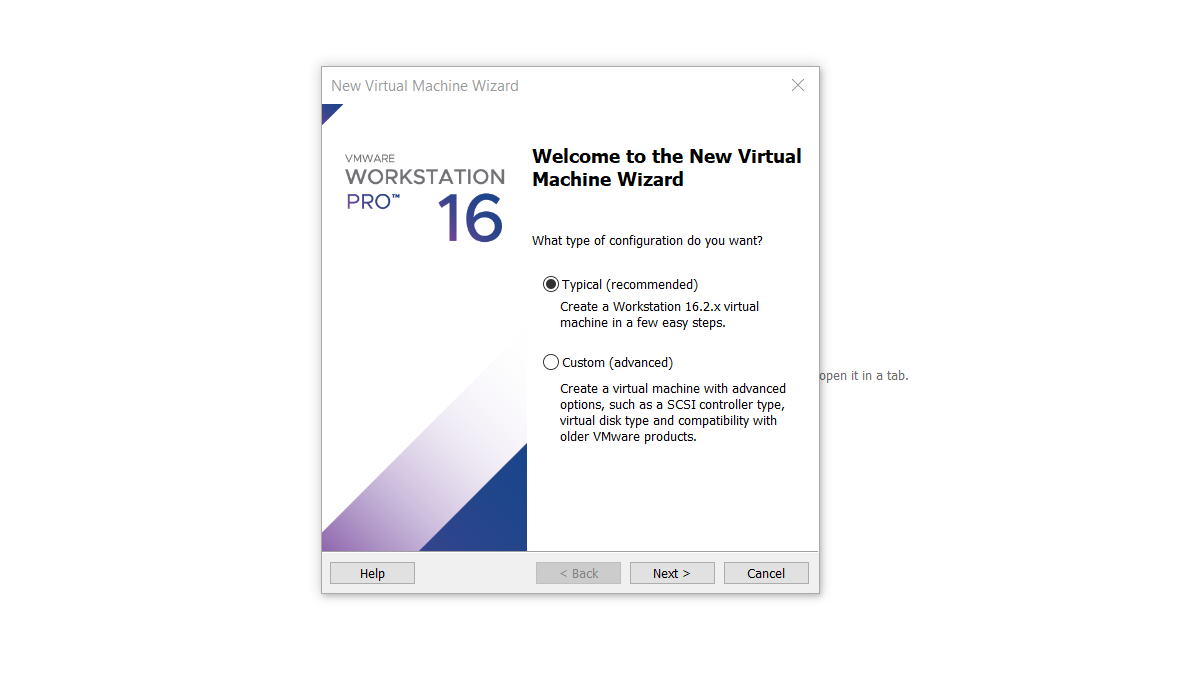 New Virtual Machine Wizard
VMWARE
WORKSTATION
PRO™
16
Welcome to the New Virtual
Machine Wizard
What type of configuration do you want?
Typical (recommended)
Create a Workstation 16.2.x virtual
machine in a few easy steps.
Custom (advanced)
Create a virtual machine with advanced
options, such as a SCSI controller type,
virtual disk type and compatibility with
older VMware products.
open it in a tab.
Help
< Back
Next >
Cancel